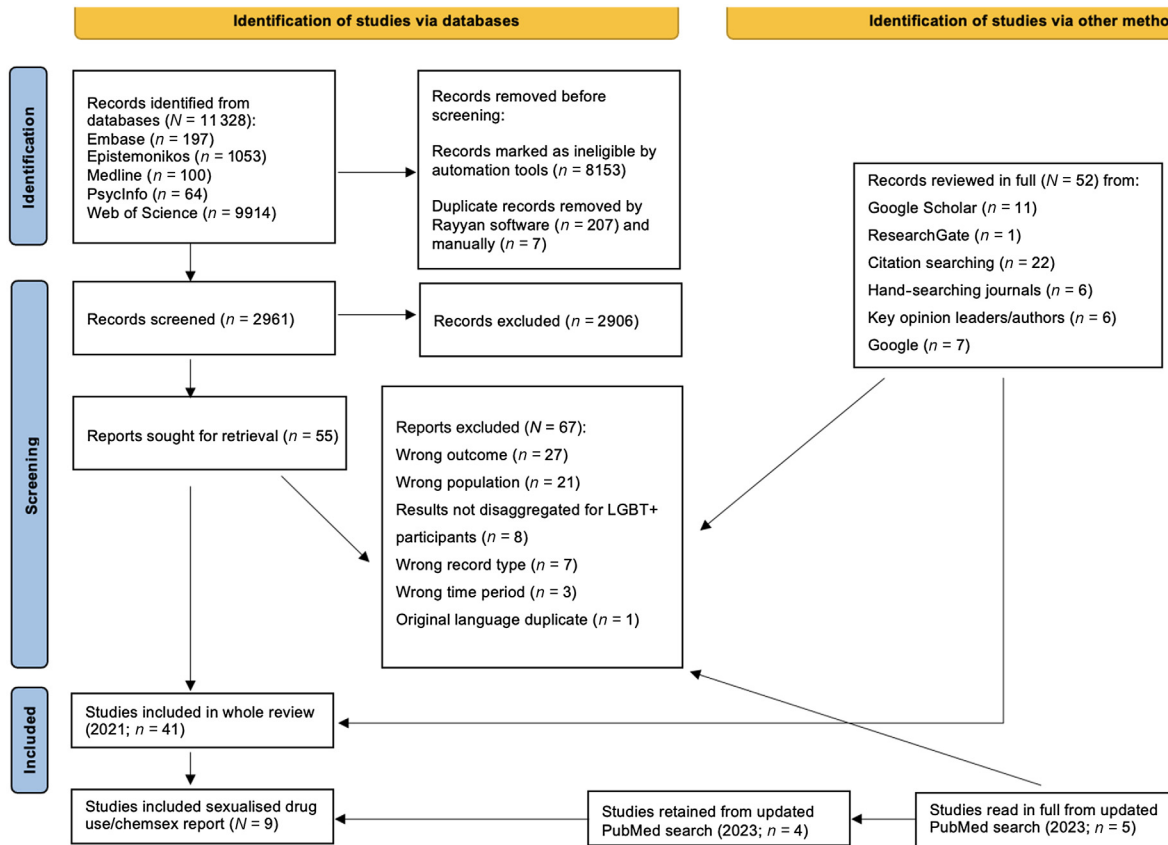 Identification of studies via databases
Identification of studies via other metho
Identification
Records identified from
databases (N = 11 328):
Embase (n = 197)
Epistemonikos (n = 1053)
Medline (n = 100)
PsycInfo (n = 64)
Web of Science (n = 9914)
Records removed before
screening:
Records marked as ineligible by
automation tools (n = 8153)
Duplicate records removed by
Rayyan software (n = 207) and
manually (n = 7)
Records reviewed in full (N = 52) from:
Google Scholar (n = 11)
ResearchGate (n = 1)
Citation searching (n = 22)
Hand-searching journals (n = 6)
Key opinion leaders/authors (n = 6)
Google (n = 7)
Screening
Records screened (n = 2961)
Records excluded (n = 2906)
Reports sought for retrieval (n = 55)
Reports excluded (N = 67):
Wrong outcome (n = 27)
Wrong population (n = 21)
Results not disaggregated for LGBT+
participants (n = 8)
Wrong record type (n = 7)
Wrong time period (n = 3)
Original language duplicate (n = 1)
Included
Studies included in whole review
(2021; n = 41)
Studies included sexualised drug
use/chemsex report (N = 9)
Studies retained from updated
PubMed search (2023; n = 4)
Studies read in full from updated
PubMed search (2023; n = 5)